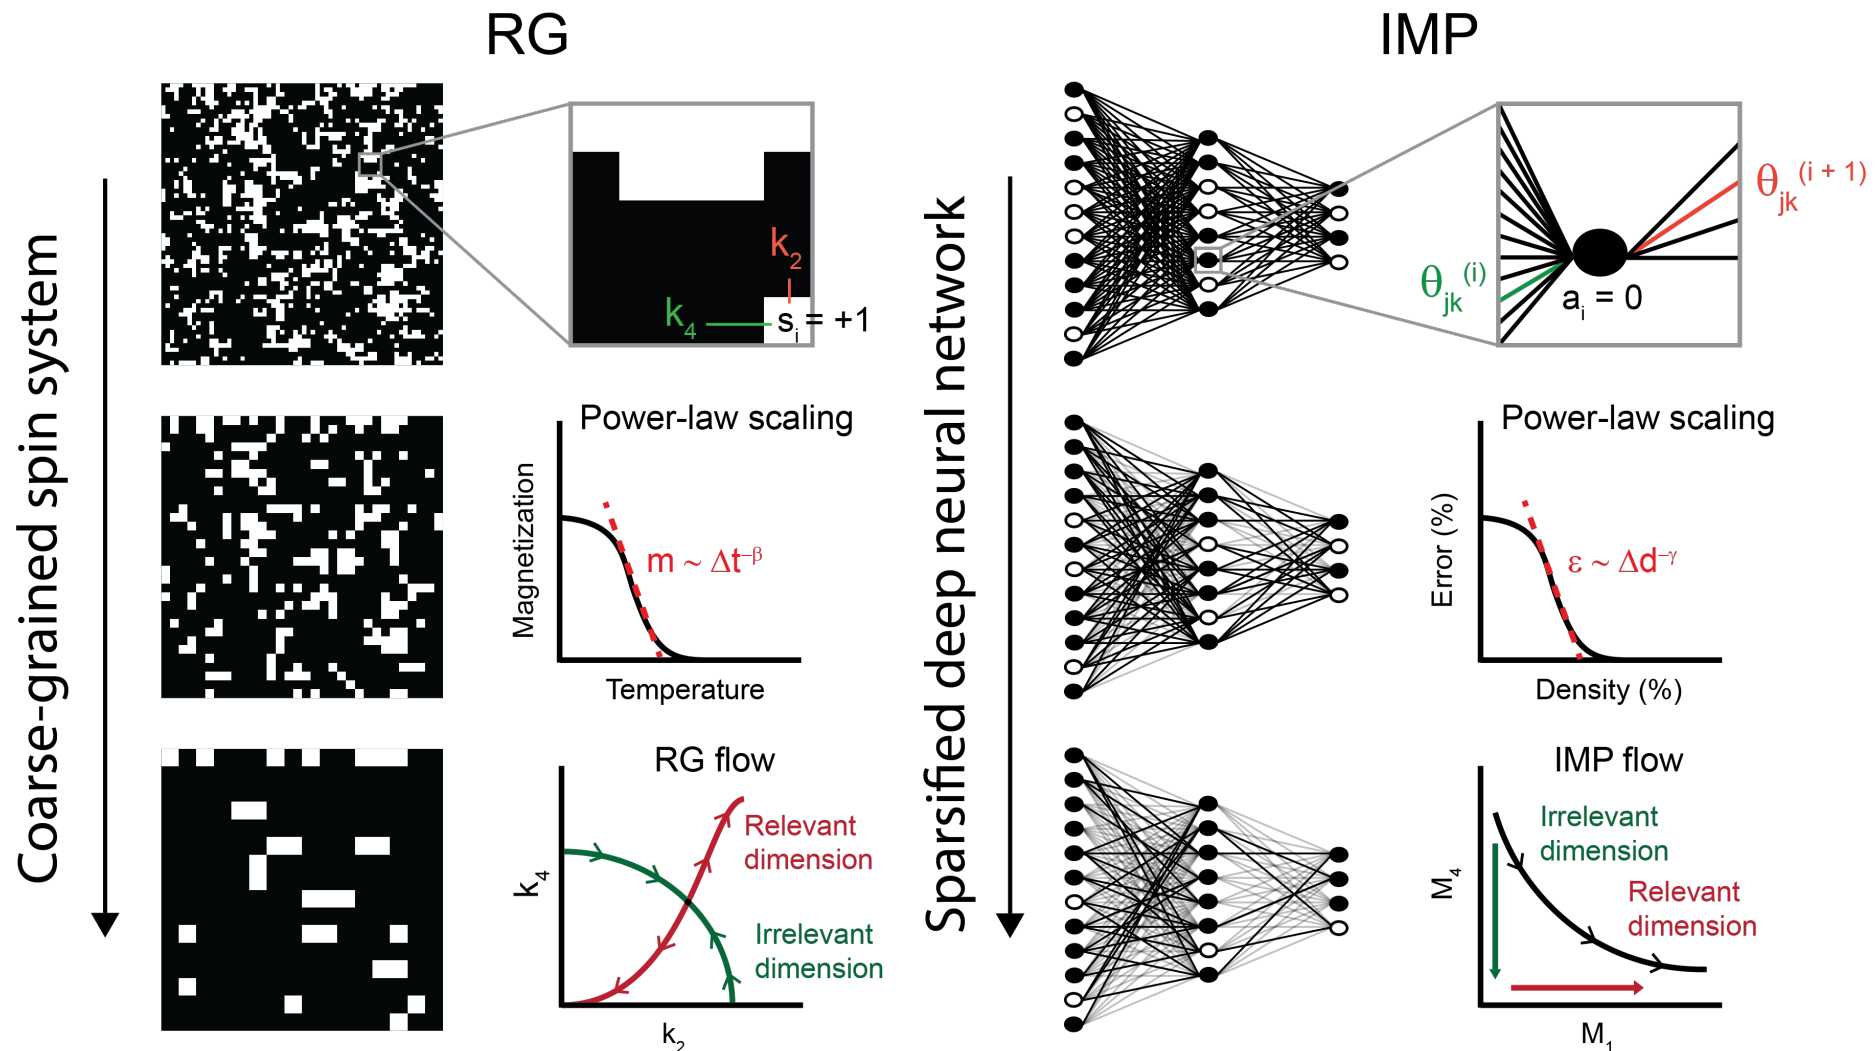 RG
IMP
Coarse-grained spin system
k₂
k₄
sᵢ = +1
Power-law scaling
Magnetization
m ~ Δt⁻ᵝ
Temperature
RG flow
Relevant
dimension
Irrelevant
dimension
k₄
k₂
Sparsified deep neural network
θⱼₖ⁽ⁱ ⁺ ¹⁾
θⱼₖ⁽ⁱ⁾
aᵢ = 0
Power-law scaling
Error (%)
ε ~ Δd⁻ᵞ
Density (%)
IMP flow
Irrelevant
dimension
Relevant
dimension
M₄
M₁